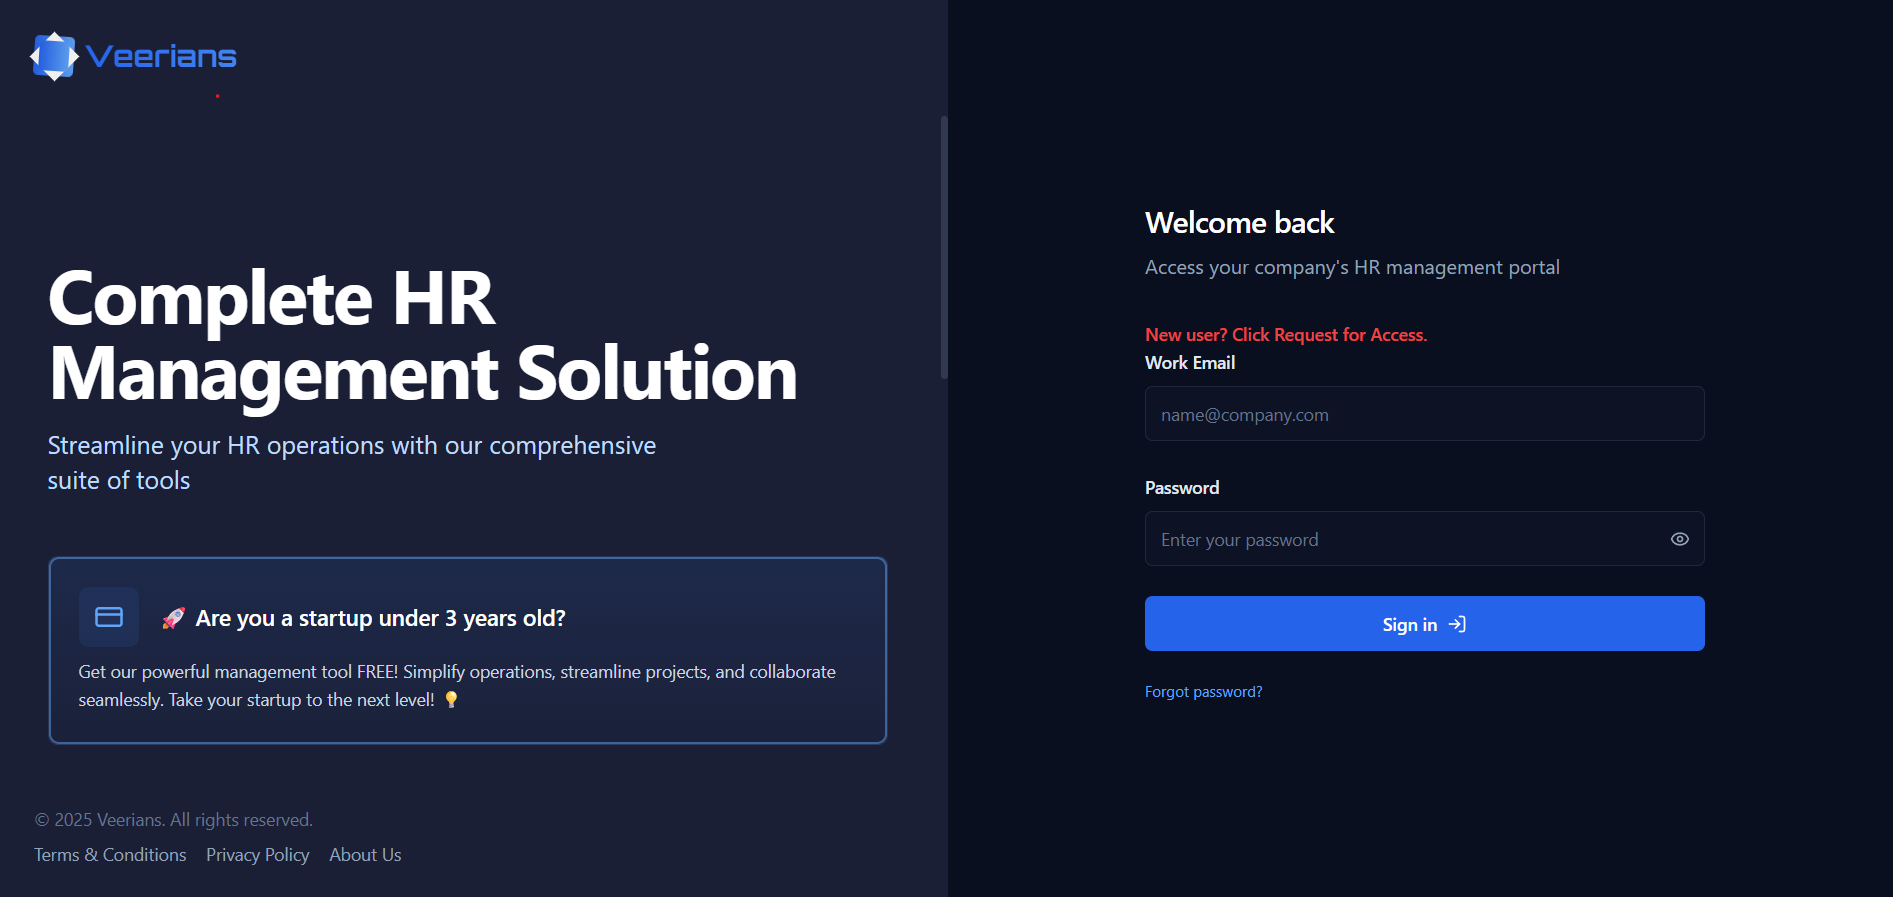 Veerians
Complete HR
Management Solution
Streamline your HR operations with our comprehensive
suite of tools
🚀 Are you a startup under 3 years old?
Get our powerful management tool FREE! Simplify operations, streamline projects, and collaborate
seamlessly. Take your startup to the next level! 💡
© 2025 Veerians. All rights reserved.
Terms & Conditions Privacy Policy About Us
Welcome back
Access your company's HR management portal
New user? Click Request for Access.
Work Email
name@company.com
Password
Enter your password
Sign in
Forgot password?